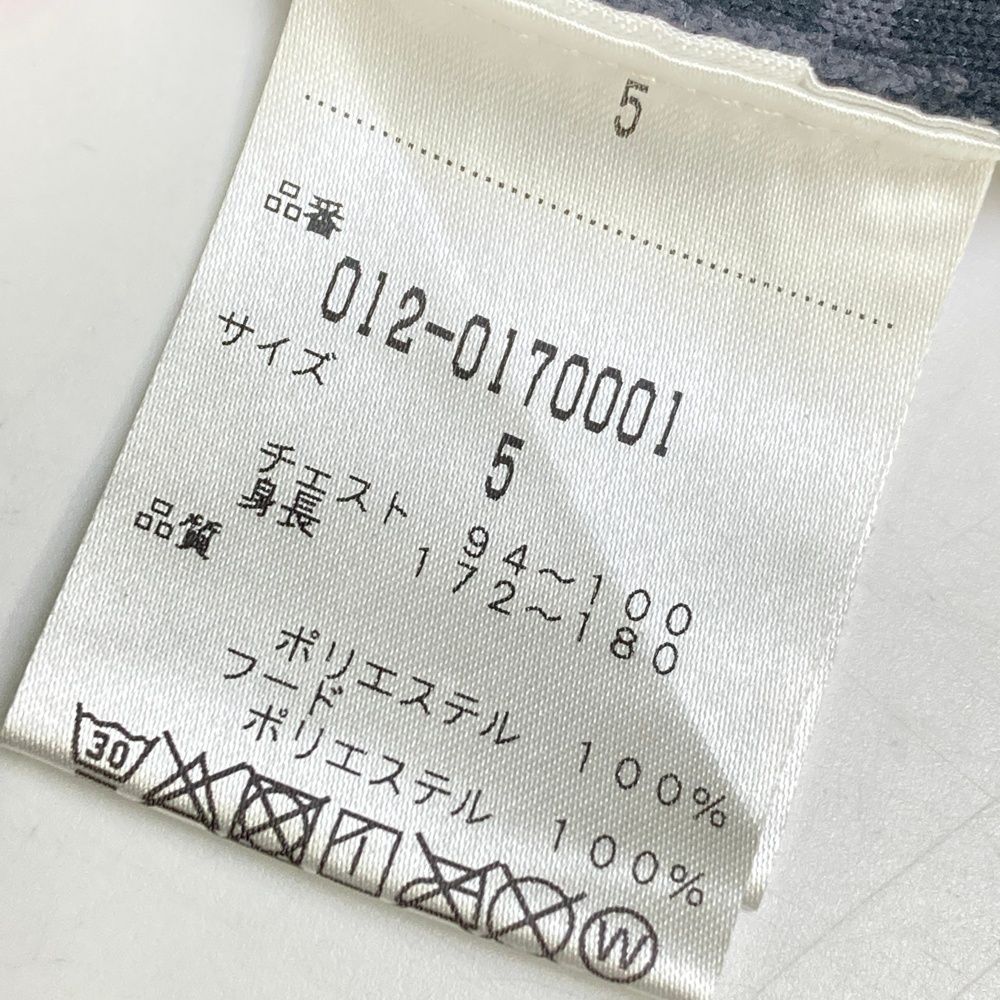 5
品番
012-0170001
サイズ
5
チェスト 94〜100
身長 172〜180
品質
ポリエステル 100%
フード
ポリエステル 100%
30
W